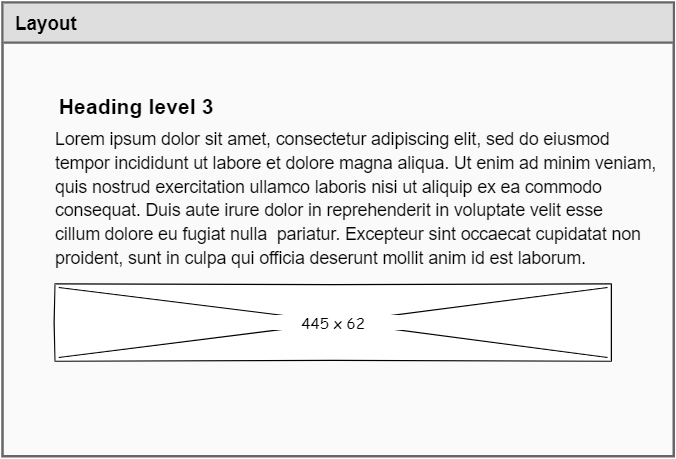 Layout
Heading level 3
Lorem ipsum dolor sit amet, consectetur adipiscing elit, sed do eiusmod
tempor incididunt ut labore et dolore magna aliqua. Ut enim ad minim veniam,
quis nostrud exercitation ullamco laboris nisi ut aliquip ex ea commodo
consequat. Duis aute irure dolor in reprehenderit in voluptate velit esse
cillum dolore eu fugiat nulla  pariatur. Excepteur sint occaecat cupidatat non
proident, sunt in culpa qui officia deserunt mollit anim id est laborum.
445 x 62